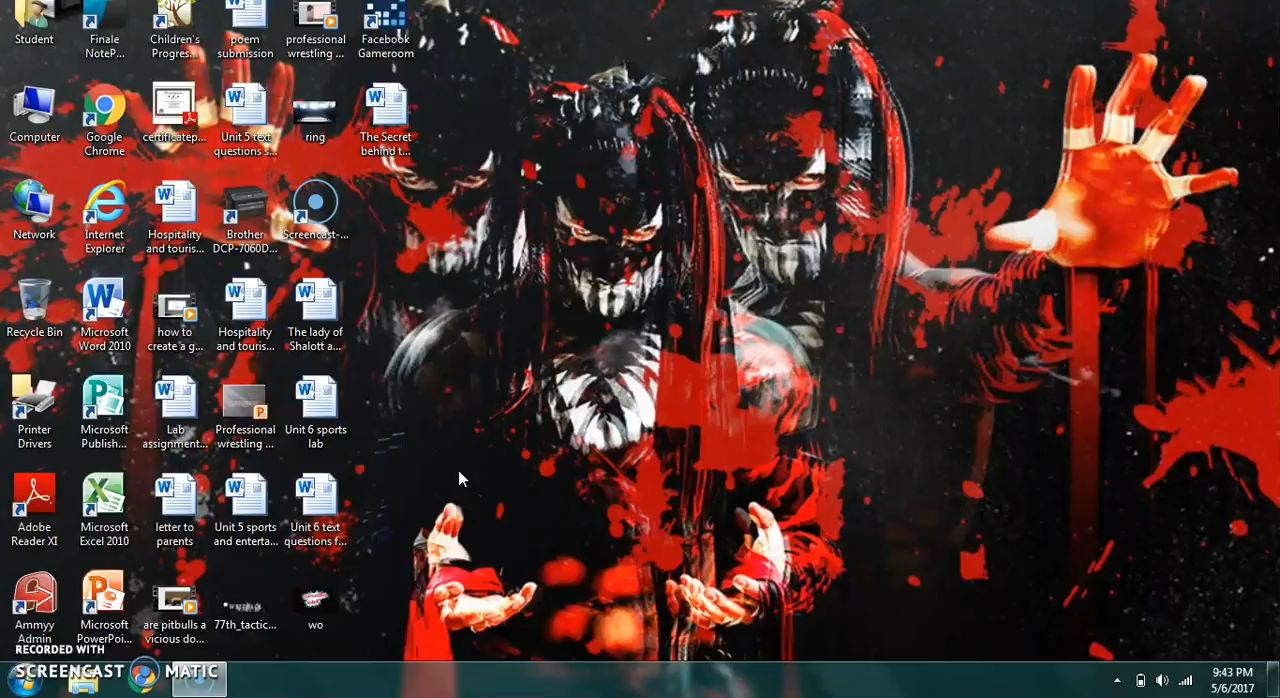 Student
Finale
NoteP...
Children's
Progres...
poem
submission
professional
wrestling ...
Facebook
Gameroom
Computer
Google
Chrome
certificatep...
Unit 5 text
questions s...
ring
The Secret
behind t...
Network
Internet
Explorer
Hospitality
and touris...
Brother
DCP-7060D...
Screencast-...
Recycle Bin
Microsoft
Word 2010
how to
create a g...
Hospitality
and touris...
The lady of
Shalott a...
Printer
Drivers
Microsoft
Publish...
Lab
assignment...
Professional
wrestling ...
Unit 6 sports
lab
Adobe
Reader XI
Microsoft
Excel 2010
letter to
parents
Unit 5 sports
and enterta...
Unit 6 text
questions f...
Ammyy
Admin
Microsoft
PowerPoi...
are pitbulls a
vicious do...
77th_tactic...
wo
RECORDED WITH
SCREENCAST MATIC
9:43 PM
5/6/2017